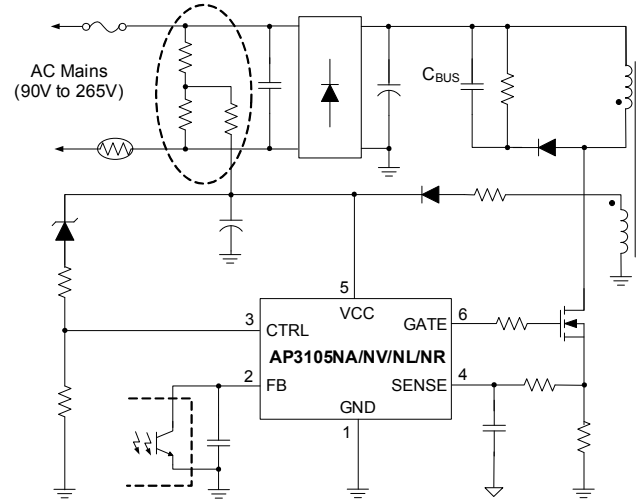 AC Mains
(90V to 265V)
CBUS
5
VCC
3
CTRL
GATE
6
AP3105NA/NV/NL/NR
2
FB
SENSE
4
GND
1